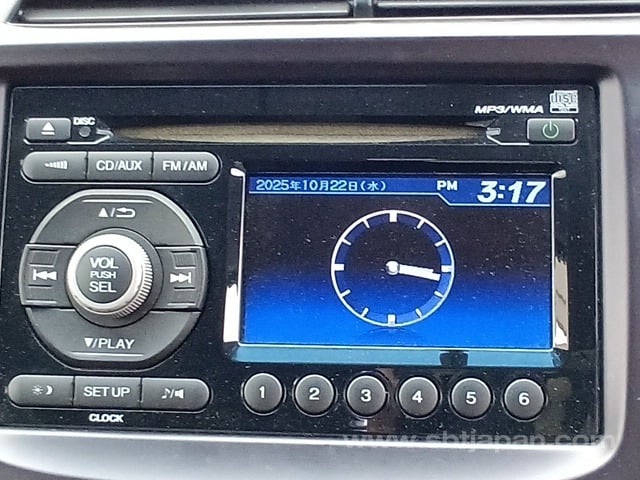 MP3/WMA
disc
DISC
CD/AUX
FM/AM
2025年10月22日(水)
PM
3:17
VOL
PUSH
SEL
▼/PLAY
SET UP
CLOCK
1 2 3 4 5 6
www.sbtjapan.com